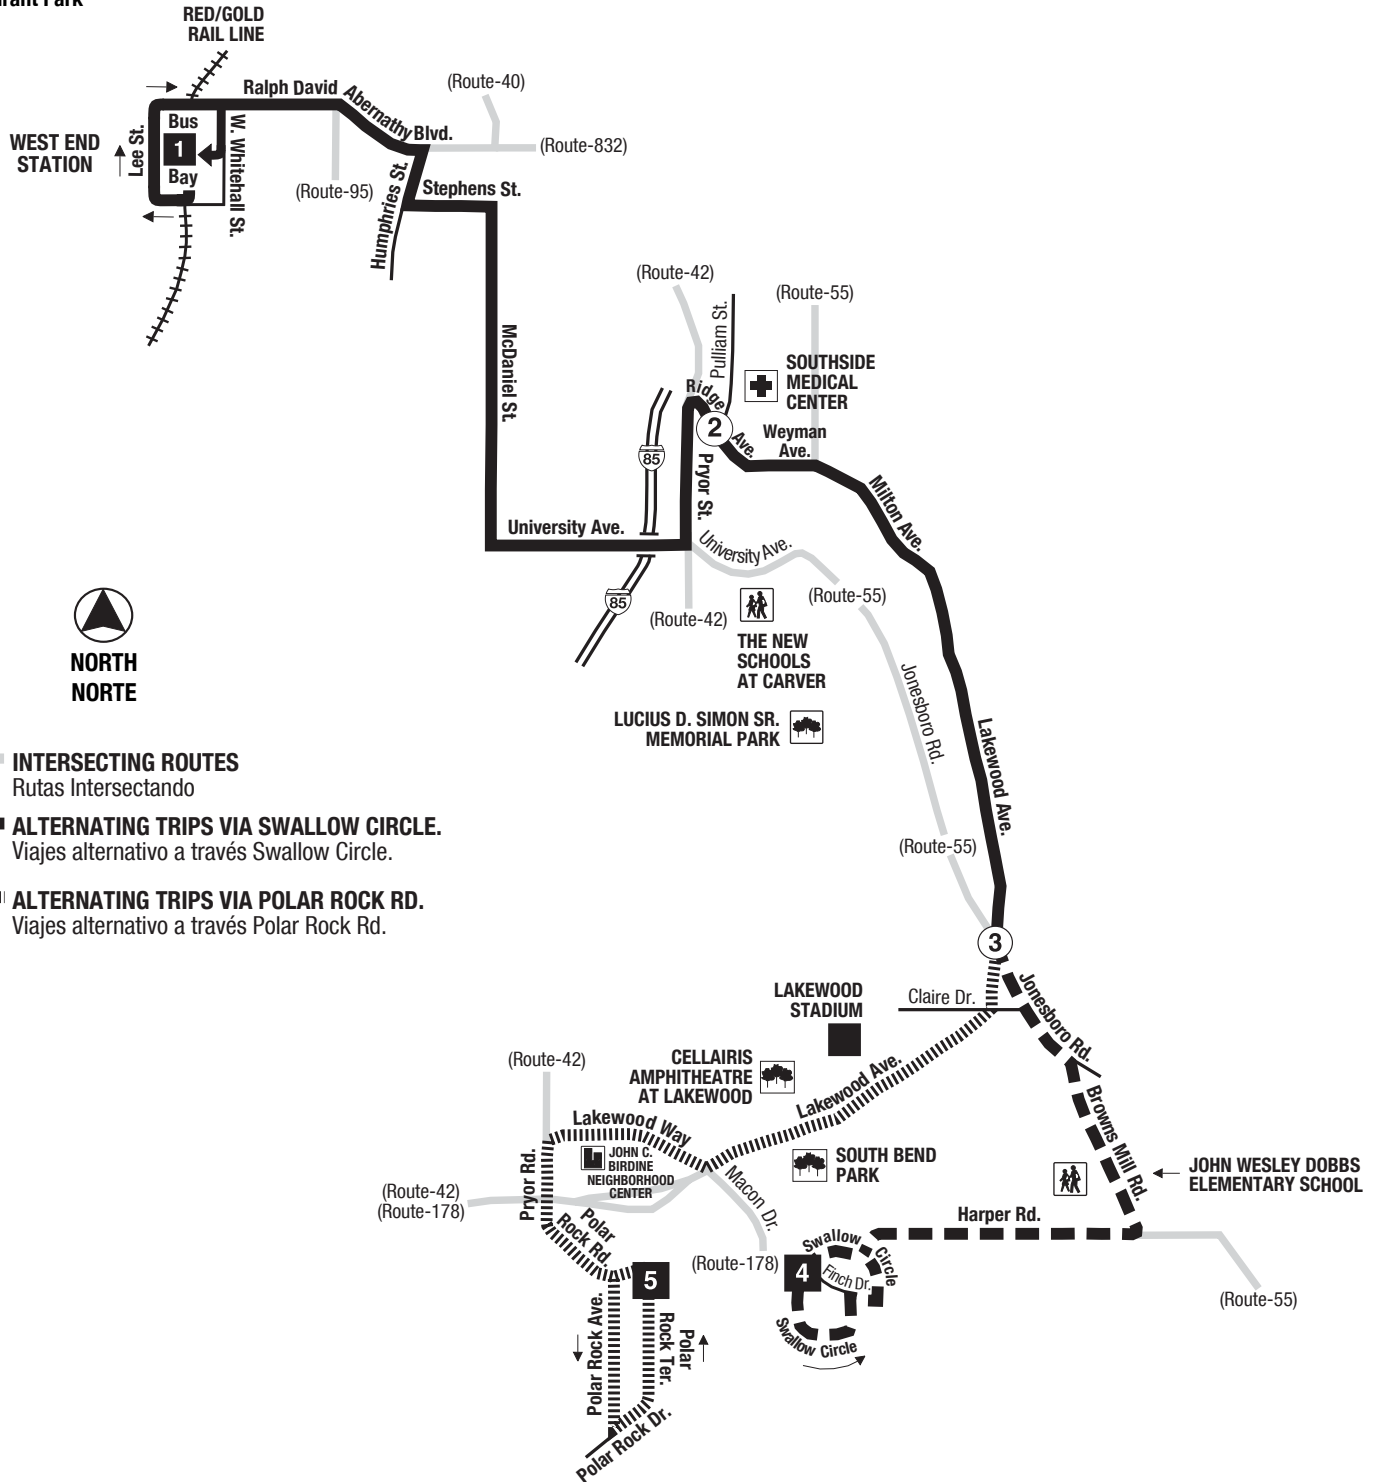 RED/GOLD
RAIL LINE
Ralph David
Abernathy
Blvd.
(Route-40)
(Route-832)
WEST END
STATION
Lee St.
Bus
1
Bay
W. Whitehall St.
(Route-95)
Humphries St.
Stephens St.
McDaniel St.
(Route-42)
Pulliam St.
(Route-55)
SOUTHSIDE
MEDICAL
CENTER
Ridge
Ave.
2
Weyman
Ave.
85
Pryor St.
Milton Ave.
University Ave.
University Ave.
85
(Route-42)
(Route-55)
THE NEW
SCHOOLS
AT CARVER
NORTH
NORTE
LUCIUS D. SIMON SR.
MEMORIAL PARK
Jonesboro Rd.
Lakewood Ave.
INTERSECTING ROUTES
Rutas Intersectando
ALTERNATING TRIPS VIA SWALLOW CIRCLE.
Viajes alternativo a través Swallow Circle.
ALTERNATING TRIPS VIA POLAR ROCK RD.
Viajes alternativo a través Polar Rock Rd.
(Route-55)
3
LAKEWOOD
STADIUM
Claire Dr.
Jonesboro Rd.
CELLAIRIS
AMPHITHEATRE
AT LAKEWOOD
(Route-42)
Lakewood Ave.
Lakewood Way
Browns Mill Rd.
JOHN C.
BIRDINE
NEIGHBORHOOD
CENTER
SOUTH BEND
PARK
JOHN WESLEY DOBBS
ELEMENTARY SCHOOL
Pryor Rd.
(Route-42)
(Route-178)
Macon Dr.
Polar
Rock Rd.
Harper Rd.
(Route-178)
Swallow
Circle
4
Finch Dr.
Swallow Circle
5
(Route-55)
Polar Rock Ave.
Polar
Rock Ter.
Polar Rock Dr.